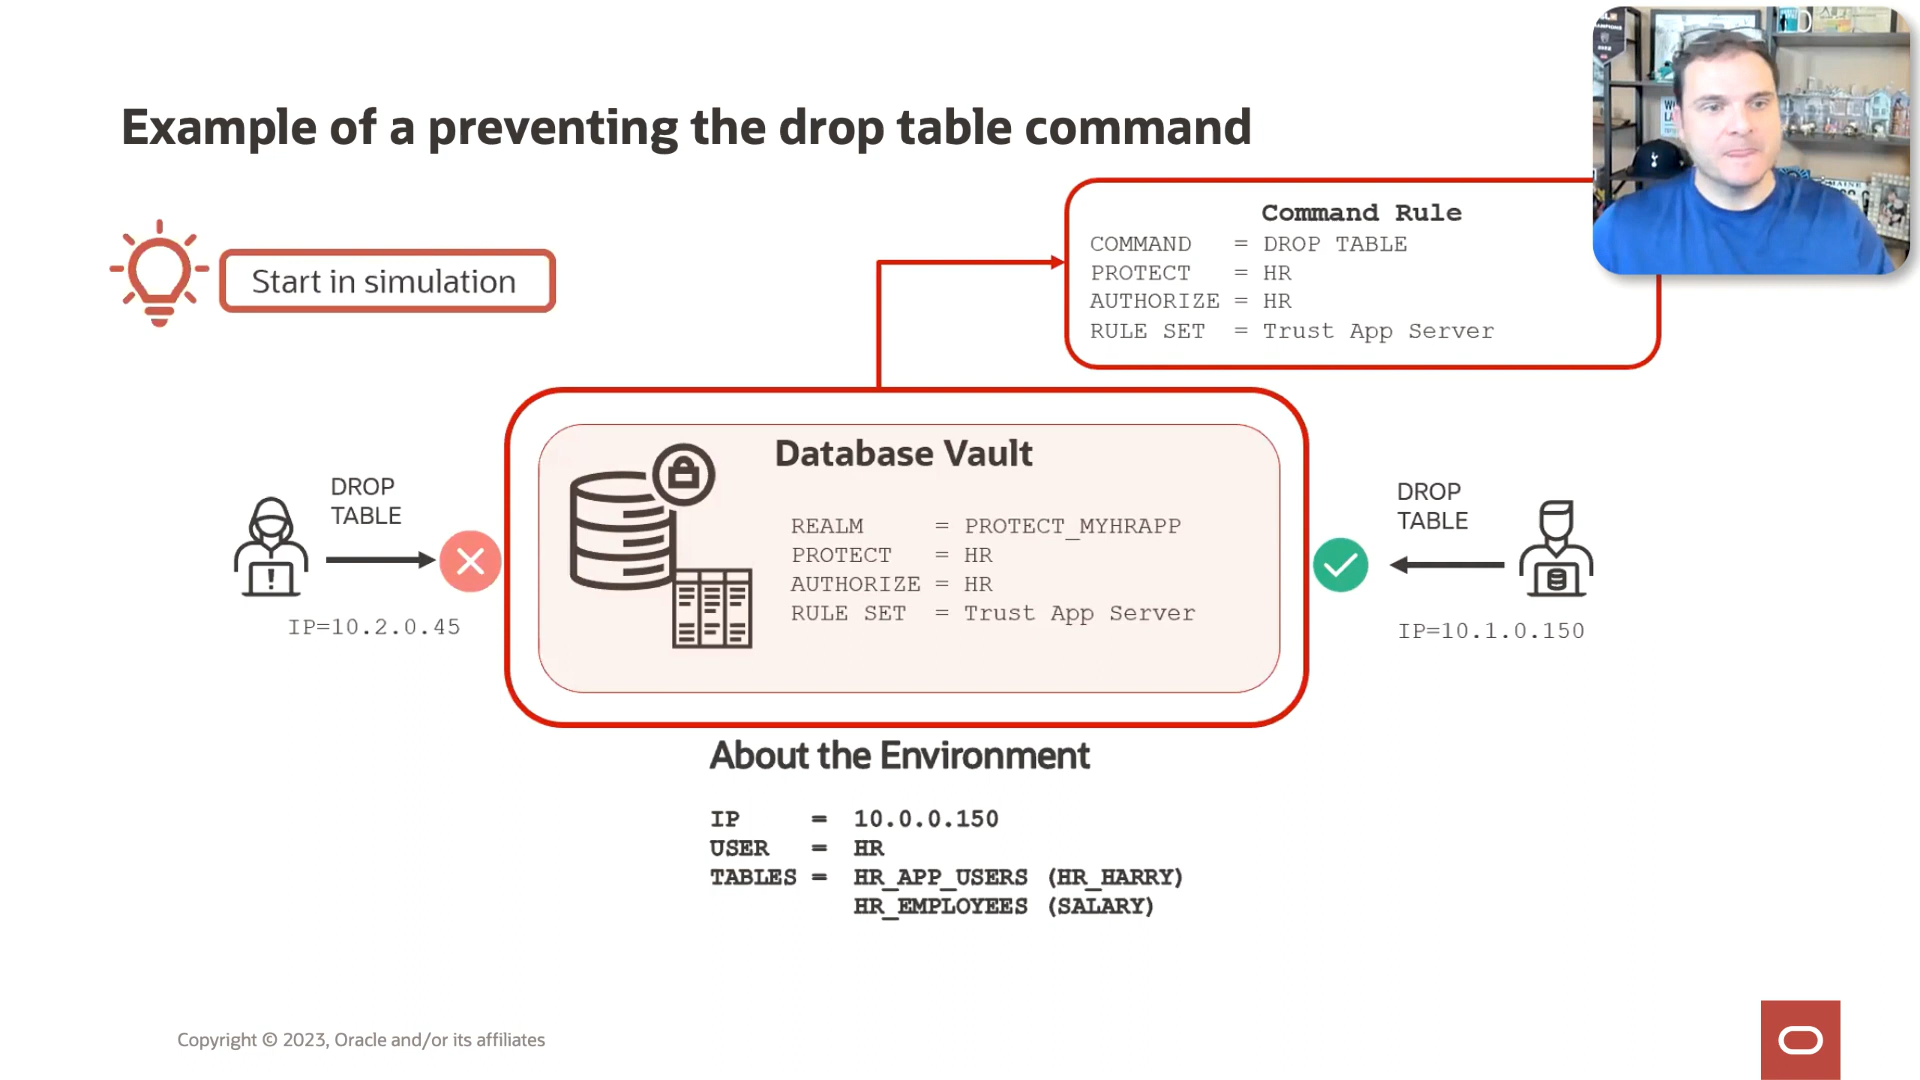 Example of a preventing the drop table command
Start in simulation
Command Rule
COMMAND = DROP TABLE
PROTECT = HR
AUTHORIZE = HR
RULE SET = Trust App Server
Database Vault
REALM = PROTECT_MYHRAPP
PROTECT = HR
AUTHORIZE = HR
RULE SET = Trust App Server
DROP
TABLE
IP=10.2.0.45
DROP
TABLE
IP=10.1.0.150
About the Environment
IP = 10.0.0.150
USER = HR
TABLES = HR_APP_USERS (HR_HARRY)
HR_EMPLOYEES (SALARY)
Copyright © 2023, Oracle and/or its affiliates